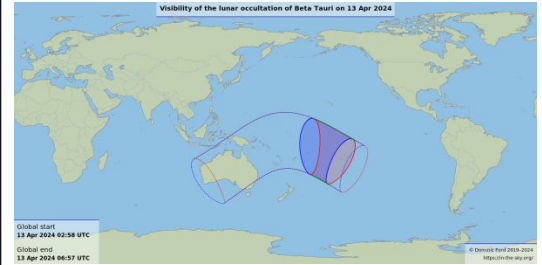 Visibility of the lunar occultation of Beta Tauri on 13 Apr 2024
Global start
13 Apr 2024 02:58 UTC
Global end
13 Apr 2024 06:57 UTC
© Dominic Ford 2019–2024
https://in-the-sky.org/